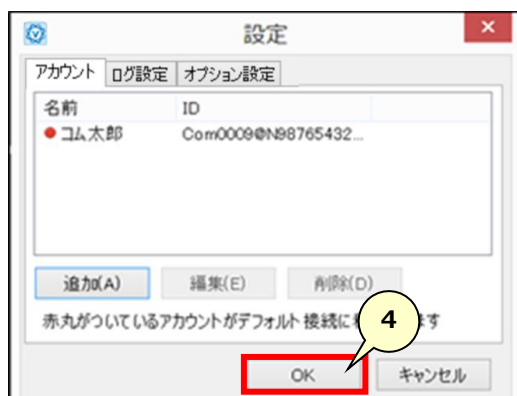 設定
アカウント ログ設定 オプション設定
名前 ID
コム太郎 Com0009@N98765432...
追加(A) 編集(E) 削除(D)
赤丸がついているアカウントがデフォルト接続に ます
4
OK キャンセル